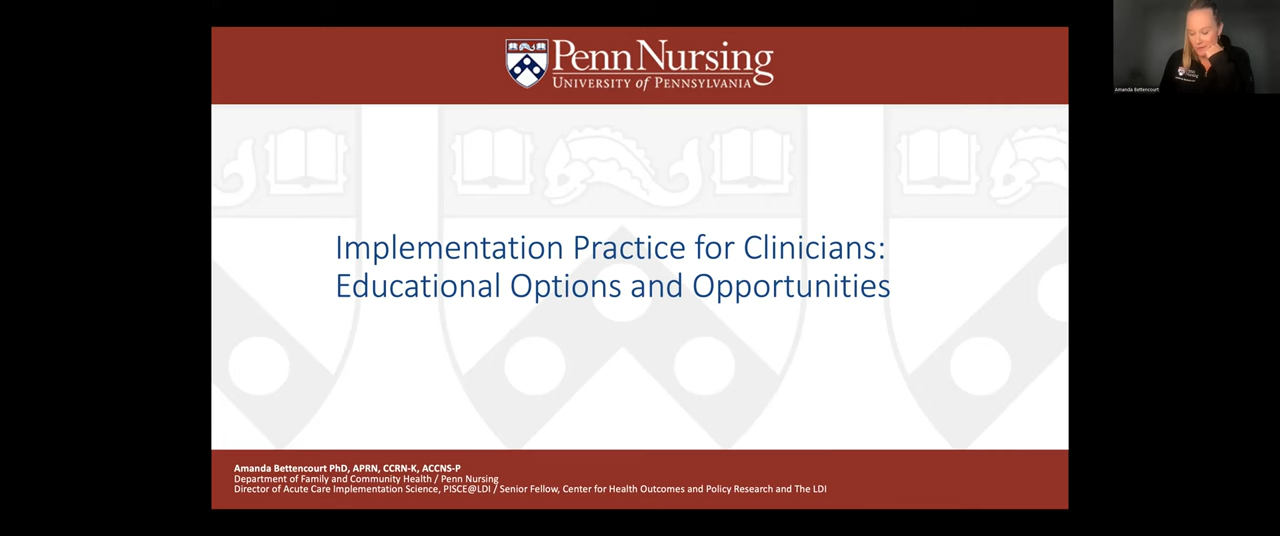 Penn Nursing
UNIVERSITY of PENNSYLVANIA
Amanda Bettencourt
Implementation Practice for Clinicians:
Educational Options and Opportunities
Amanda Bettencourt PhD, APRN, CCRN-K, ACCNS-P
Department of Family and Community Health / Penn Nursing
Director of Acute Care Implementation Science, PISCE@LDI / Senior Fellow, Center for Health Outcomes and Policy Research and The LDI